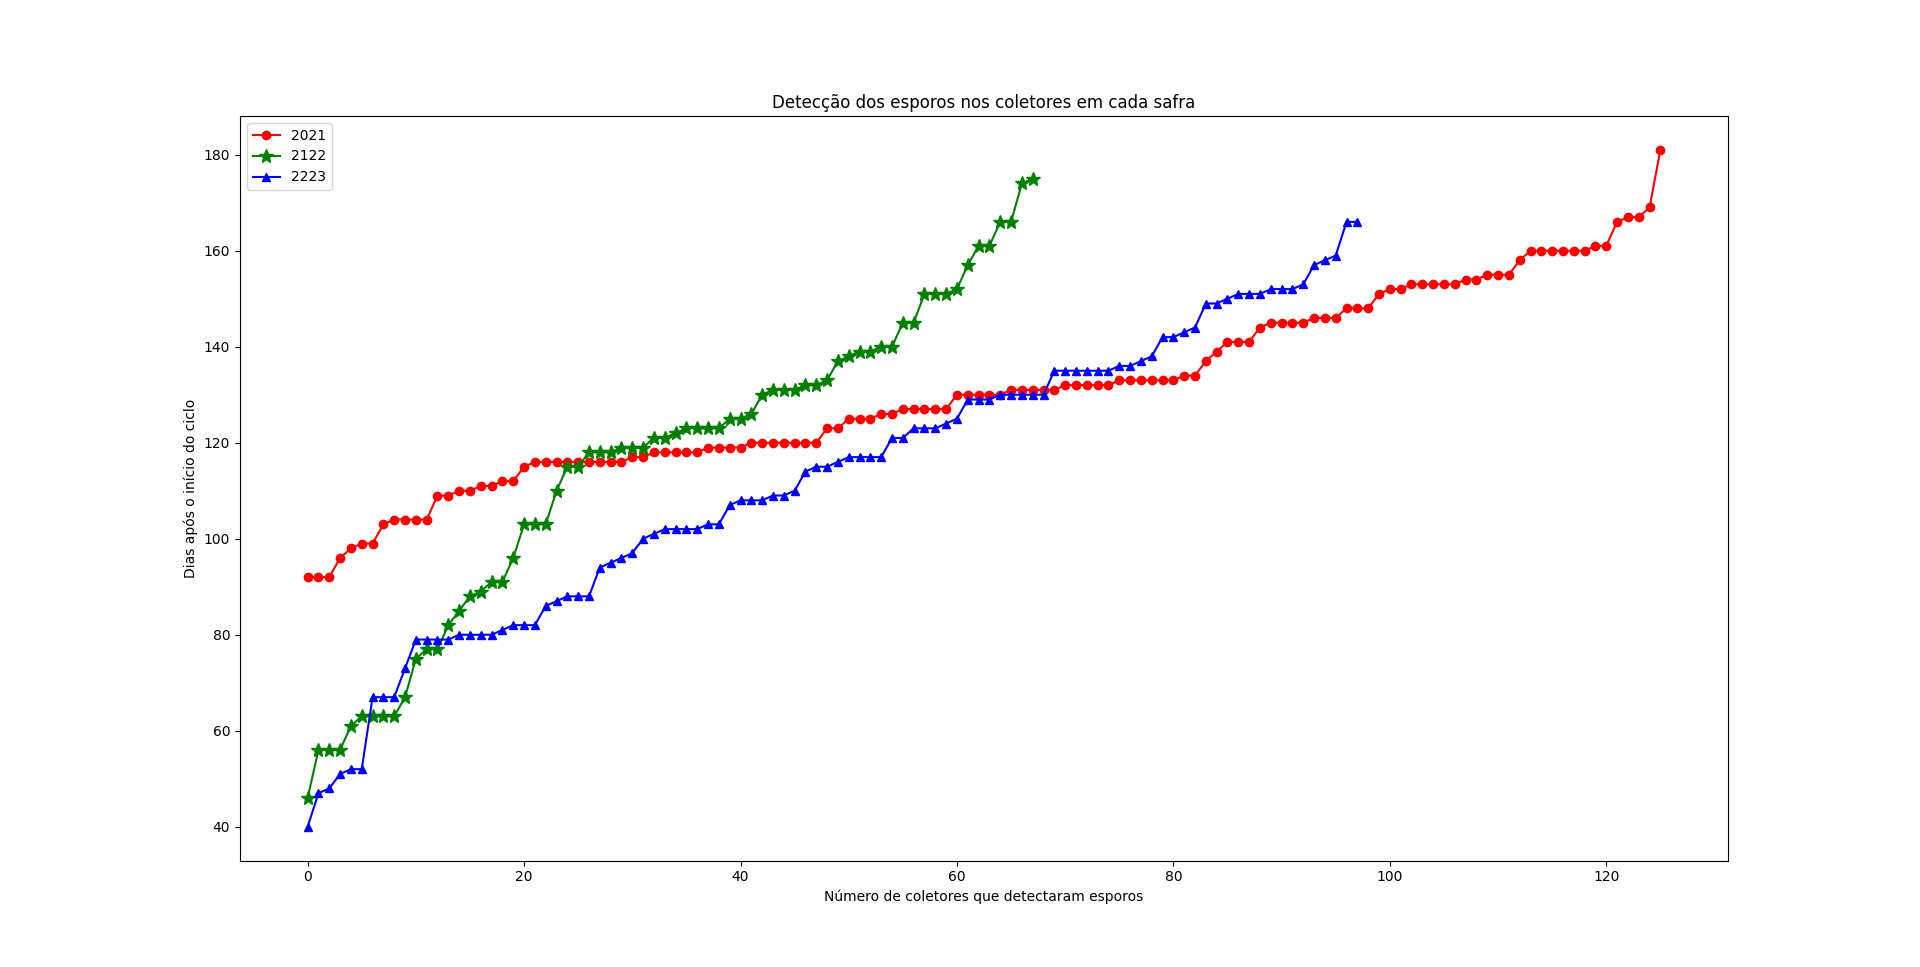 Detecção dos esporos nos coletores em cada safra
2021
2122
2223
180
160
140
120
100
80
60
40
Dias após o início do ciclo
0 20 40 60 80 100 120
Número de coletores que detectaram esporos